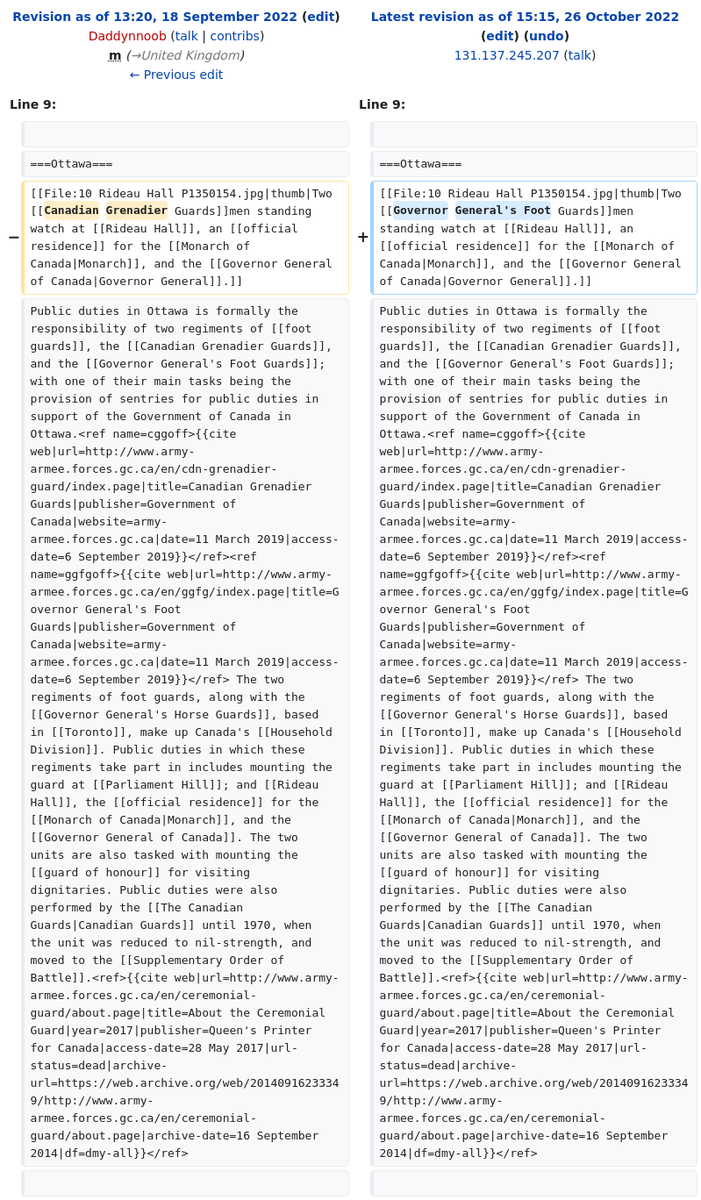 Revision as of 13:20, 18 September 2022 (edit)
Daddynnoob (talk | contribs)
m (→United Kingdom)
← Previous edit
Latest revision as of 15:15, 26 October 2022
(edit) (undo)
131.137.245.207 (talk)
Line 9:
Line 9:
===Ottawa===
===Ottawa===
−
[[File:10 Rideau Hall P1350154.jpg|thumb|Two
[[Canadian Grenadier Guards]]men standing
watch at [[Rideau Hall]], an [[official
residence]] for the [[Monarch of
Canada|Monarch]], and the [[Governor General
of Canada|Governor General]].]]
+
[[File:10 Rideau Hall P1350154.jpg|thumb|Two
[[Governor General's Foot Guards]]men
standing watch at [[Rideau Hall]], an
[[official residence]] for the [[Monarch of
Canada|Monarch]], and the [[Governor General
of Canada|Governor General]].]]
Public duties in Ottawa is formally the
responsibility of two regiments of [[foot
guards]], the [[Canadian Grenadier Guards]],
and the [[Governor General's Foot Guards]];
with one of their main tasks being the
provision of sentries for public duties in
support of the Government of Canada in
Ottawa.<ref name=cggoff>{{cite
web|url=http://www.army-
armee.forces.gc.ca/en/cdn-grenadier-
guard/index.page|title=Canadian Grenadier
Guards|publisher=Government of
Canada|website=army-
armee.forces.gc.ca|date=11 March 2019|access-
date=6 September 2019}}</ref><ref
name=ggfgoff>{{cite web|url=http://www.army-
armee.forces.gc.ca/en/ggfg/index.page|title=G
overnor General's Foot
Guards|publisher=Government of
Canada|website=army-
armee.forces.gc.ca|date=11 March 2019|access-
date=6 September 2019}}</ref> The two
regiments of foot guards, along with the
[[Governor General's Horse Guards]], based
in [[Toronto]], make up Canada's [[Household
Division]]. Public duties in which these
regiments take part in includes mounting the
guard at [[Parliament Hill]]; and [[Rideau
Hall]], the [[official residence]] for the
[[Monarch of Canada|Monarch]], and the
[[Governor General of Canada]]. The two
units are also tasked with mounting the
[[guard of honour]] for visiting
dignitaries. Public duties were also
performed by the [[The Canadian
Guards|Canadian Guards]] until 1970, when
the unit was reduced to nil-strength, and
moved to the [[Supplementary Order of
Battle]].<ref>{{cite web|url=http://www.army-
armee.forces.gc.ca/en/ceremonial-
guard/about.page|title=About the Ceremonial
Guard|year=2017|publisher=Queen's Printer
for Canada|access-date=28 May 2017|url-
status=dead|archive-
url=https://web.archive.org/web/2014091623334
9/http://www.army-
armee.forces.gc.ca/en/ceremonial-
guard/about.page|archive-date=16 September
2014|df=dmy-all}}</ref>
Public duties in Ottawa is formally the
responsibility of two regiments of [[foot
guards]], the [[Canadian Grenadier Guards]],
and the [[Governor General's Foot Guards]];
with one of their main tasks being the
provision of sentries for public duties in
support of the Government of Canada in
Ottawa.<ref name=cggoff>{{cite
web|url=http://www.army-
armee.forces.gc.ca/en/cdn-grenadier-
guard/index.page|title=Canadian Grenadier
Guards|publisher=Government of
Canada|website=army-
armee.forces.gc.ca|date=11 March 2019|access-
date=6 September 2019}}</ref><ref
name=ggfgoff>{{cite web|url=http://www.army-
armee.forces.gc.ca/en/ggfg/index.page|title=G
overnor General's Foot
Guards|publisher=Government of
Canada|website=army-
armee.forces.gc.ca|date=11 March 2019|access-
date=6 September 2019}}</ref> The two
regiments of foot guards, along with the
[[Governor General's Horse Guards]], based
in [[Toronto]], make up Canada's [[Household
Division]]. Public duties in which these
regiments take part in includes mounting the
guard at [[Parliament Hill]]; and [[Rideau
Hall]], the [[official residence]] for the
[[Monarch of Canada|Monarch]], and the
[[Governor General of Canada]]. The two
units are also tasked with mounting the
[[guard of honour]] for visiting
dignitaries. Public duties were also
performed by the [[The Canadian
Guards|Canadian Guards]] until 1970, when
the unit was reduced to nil-strength, and
moved to the [[Supplementary Order of
Battle]].<ref>{{cite web|url=http://www.army-
armee.forces.gc.ca/en/ceremonial-
guard/about.page|title=About the Ceremonial
Guard|year=2017|publisher=Queen's Printer
for Canada|access-date=28 May 2017|url-
status=dead|archive-
url=https://web.archive.org/web/2014091623334
9/http://www.army-
armee.forces.gc.ca/en/ceremonial-
guard/about.page|archive-date=16 September
2014|df=dmy-all}}</ref>